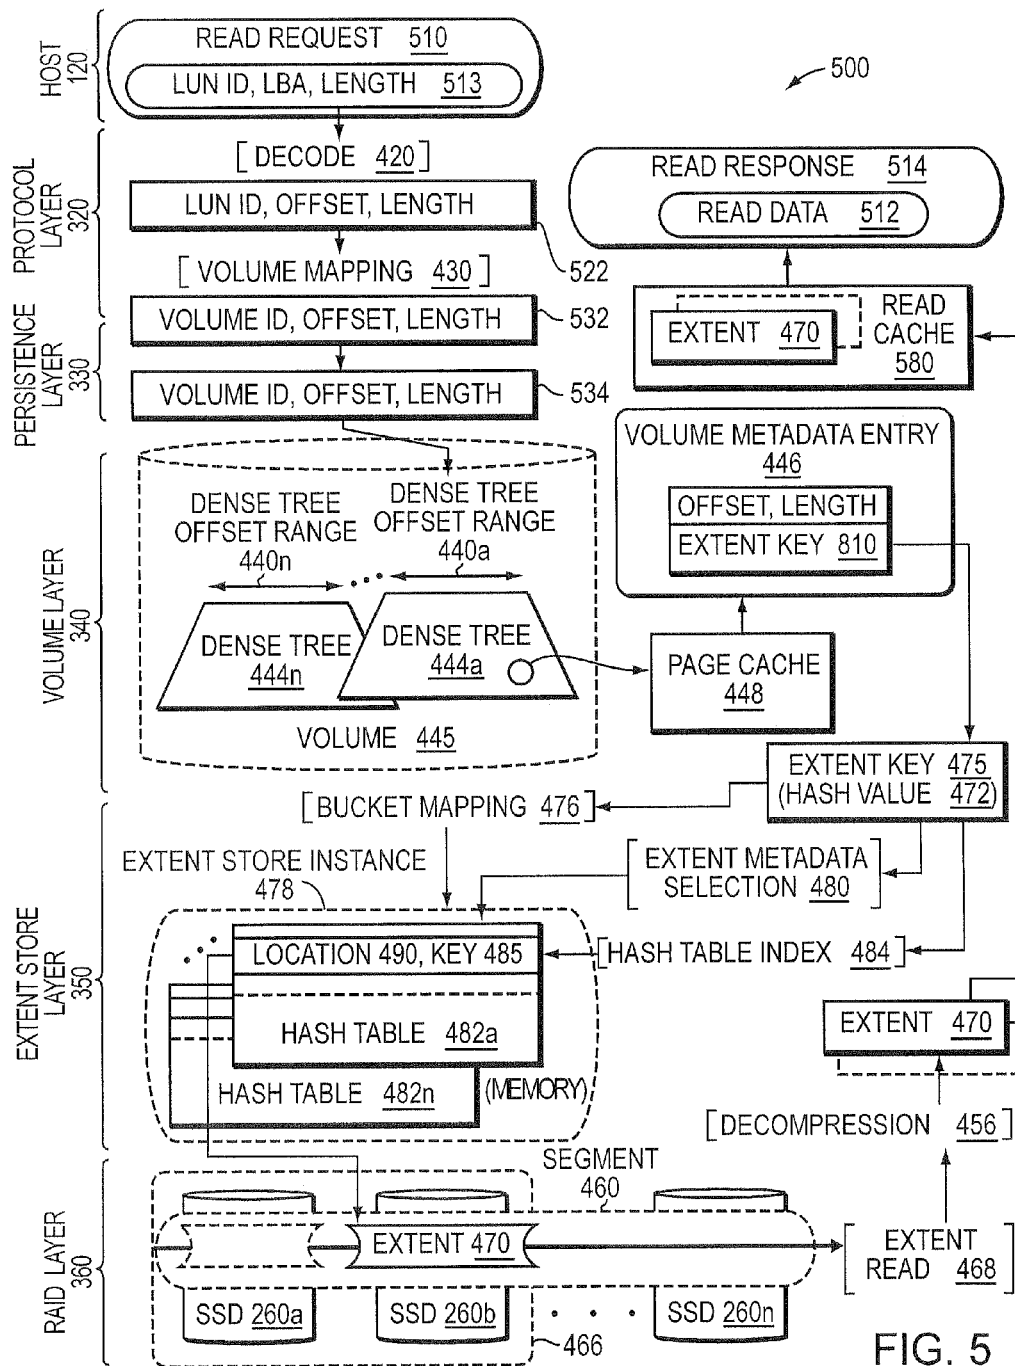 READ REQUEST 510
LUN ID, LBA, LENGTH 513
HOST
120
500
[DECODE 420]
LUN ID, OFFSET, LENGTH
522
[VOLUME MAPPING 430]
VOLUME ID, OFFSET, LENGTH
532
PROTOCOL
LAYER
320
READ RESPONSE 514
READ DATA 512
EXTENT 470
READ
CACHE
580
VOLUME ID, OFFSET, LENGTH
534
PERSISTENCE
LAYER
330
VOLUME METADATA ENTRY
446
OFFSET, LENGTH
EXTENT KEY 810
DENSE TREE
OFFSET RANGE
440n
DENSE TREE
OFFSET RANGE
440a
DENSE TREE
444n
DENSE TREE
444a
VOLUME 445
PAGE CACHE
448
VOLUME LAYER
340
EXTENT KEY 475
(HASH VALUE 472)
[BUCKET MAPPING 476]
EXTENT STORE INSTANCE
478
[EXTENT METADATA
SELECTION 480]
LOCATION 490, KEY 485
[HASH TABLE INDEX 484]
HASH TABLE 482a
HASH TABLE 482n
(MEMORY)
EXTENT STORE
LAYER
350
EXTENT 470
[DECOMPRESSION 456]
SEGMENT
460
EXTENT 470
[EXTENT
READ 468]
SSD 260a
SSD 260b
SSD 260n
466
RAID LAYER
360
FIG. 5